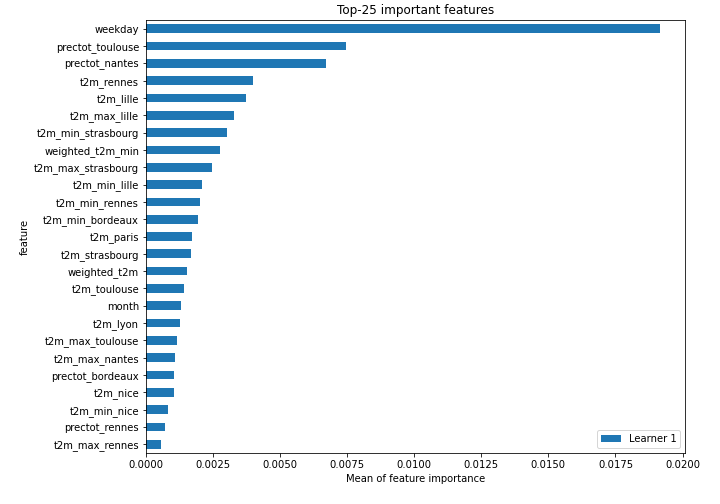 Top-25 important features
weekday
prectot_toulouse
prectot_nantes
t2m_rennes
t2m_lille
t2m_max_lille
t2m_min_strasbourg
weighted_t2m_min
t2m_max_strasbourg
t2m_min_lille
t2m_min_rennes
t2m_min_bordeaux
t2m_paris
t2m_strasbourg
weighted_t2m
t2m_toulouse
month
t2m_lyon
t2m_max_toulouse
t2m_max_nantes
prectot_bordeaux
t2m_nice
t2m_min_nice
prectot_rennes
t2m_max_rennes
feature
Learner 1
0.0000 0.0025 0.0050 0.0075 0.0100 0.0125 0.0150 0.0175 0.0200
Mean of feature importance